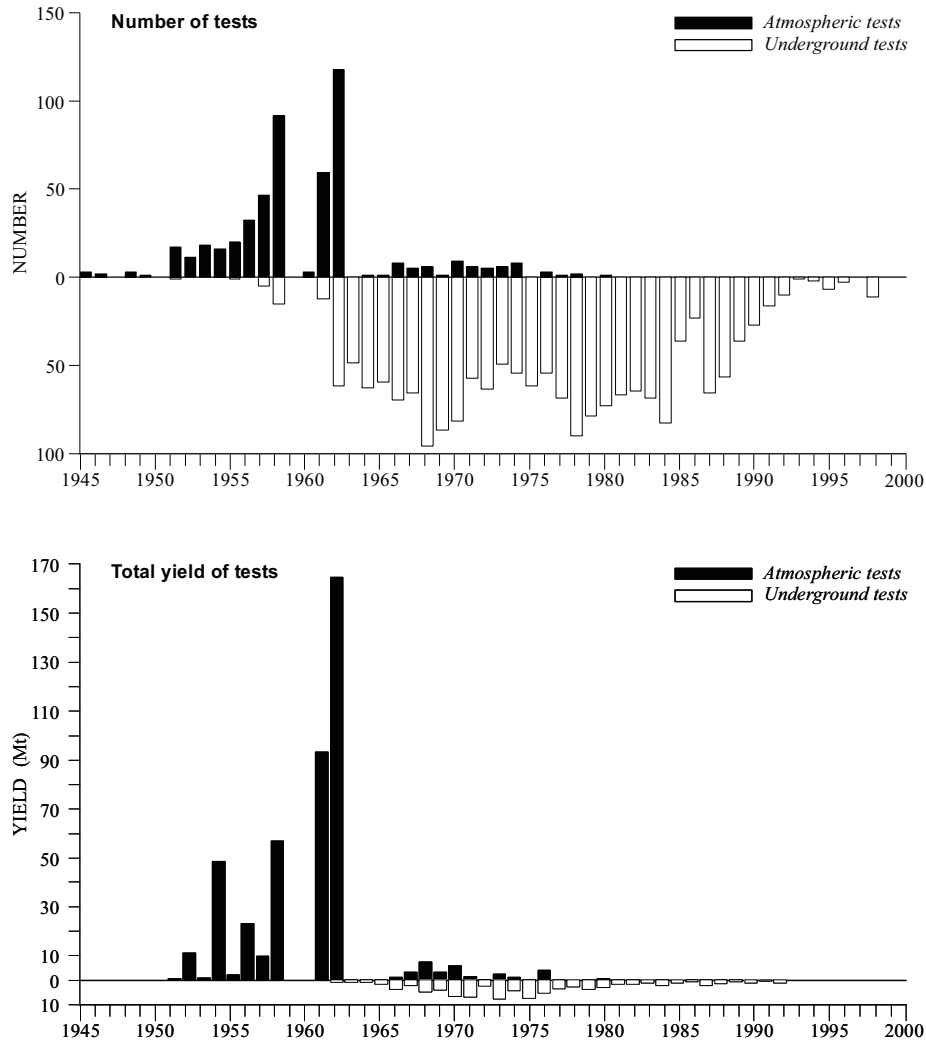 Number of tests
Atmospheric tests
Underground tests
NUMBER
150
100
50
0
50
100
1945 1950 1955 1960 1965 1970 1975 1980 1985 1990 1995 2000
Total yield of tests
Atmospheric tests
Underground tests
YIELD (Mt)
170
150
130
110
90
70
50
30
10
0
10
1945 1950 1955 1960 1965 1970 1975 1980 1985 1990 1995 2000